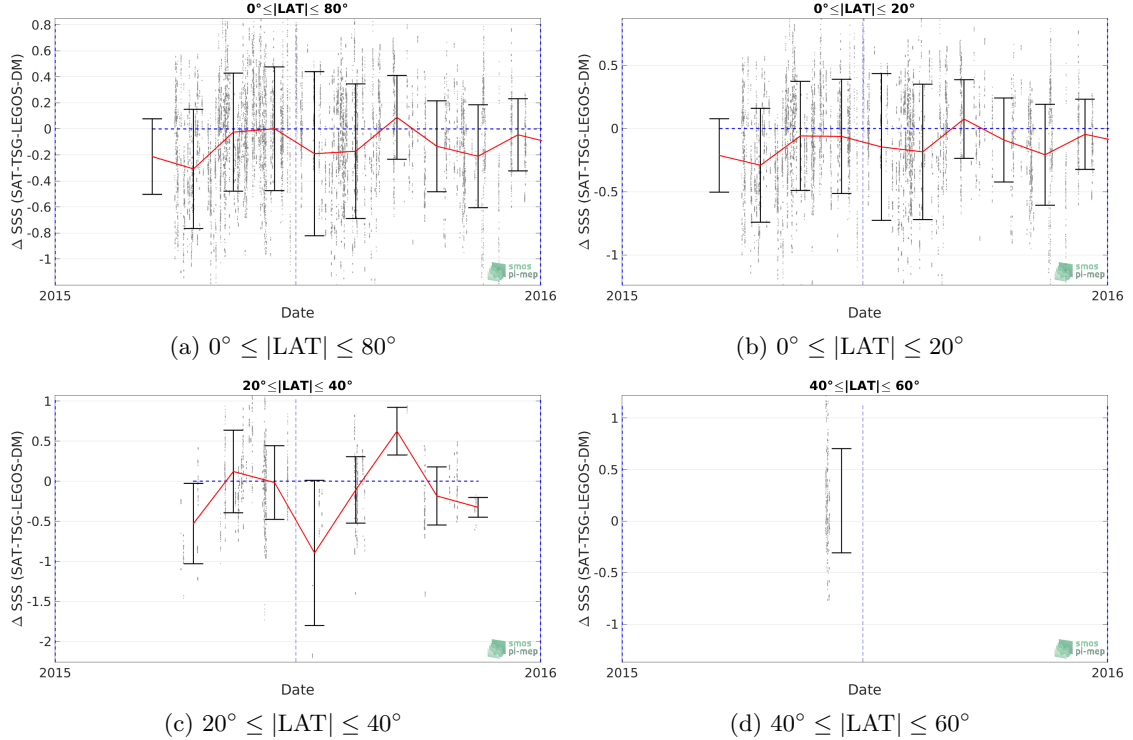 0°≤|LAT|≤ 80°
0.8
0.6
0.4
0.2
0
-0.2
-0.4
-0.6
-0.8
-1
Δ SSS (SAT-TSG-LEGOS-DM)
2015
2016
Date
smos
pi-mep
(a) 0° ≤ |LAT| ≤ 80°
0°≤|LAT|≤ 20°
0.5
0
-0.5
-1
Δ SSS (SAT-TSG-LEGOS-DM)
2015
2016
Date
smos
pi-mep
(b) 0° ≤ |LAT| ≤ 20°
20°≤|LAT|≤ 40°
1
0.5
0
-0.5
-1
-1.5
-2
Δ SSS (SAT-TSG-LEGOS-DM)
2015
2016
Date
smos
pi-mep
(c) 20° ≤ |LAT| ≤ 40°
40°≤|LAT|≤ 60°
1
0.5
0
-0.5
-1
Δ SSS (SAT-TSG-LEGOS-DM)
2015
2016
Date
smos
pi-mep
(d) 40° ≤ |LAT| ≤ 60°